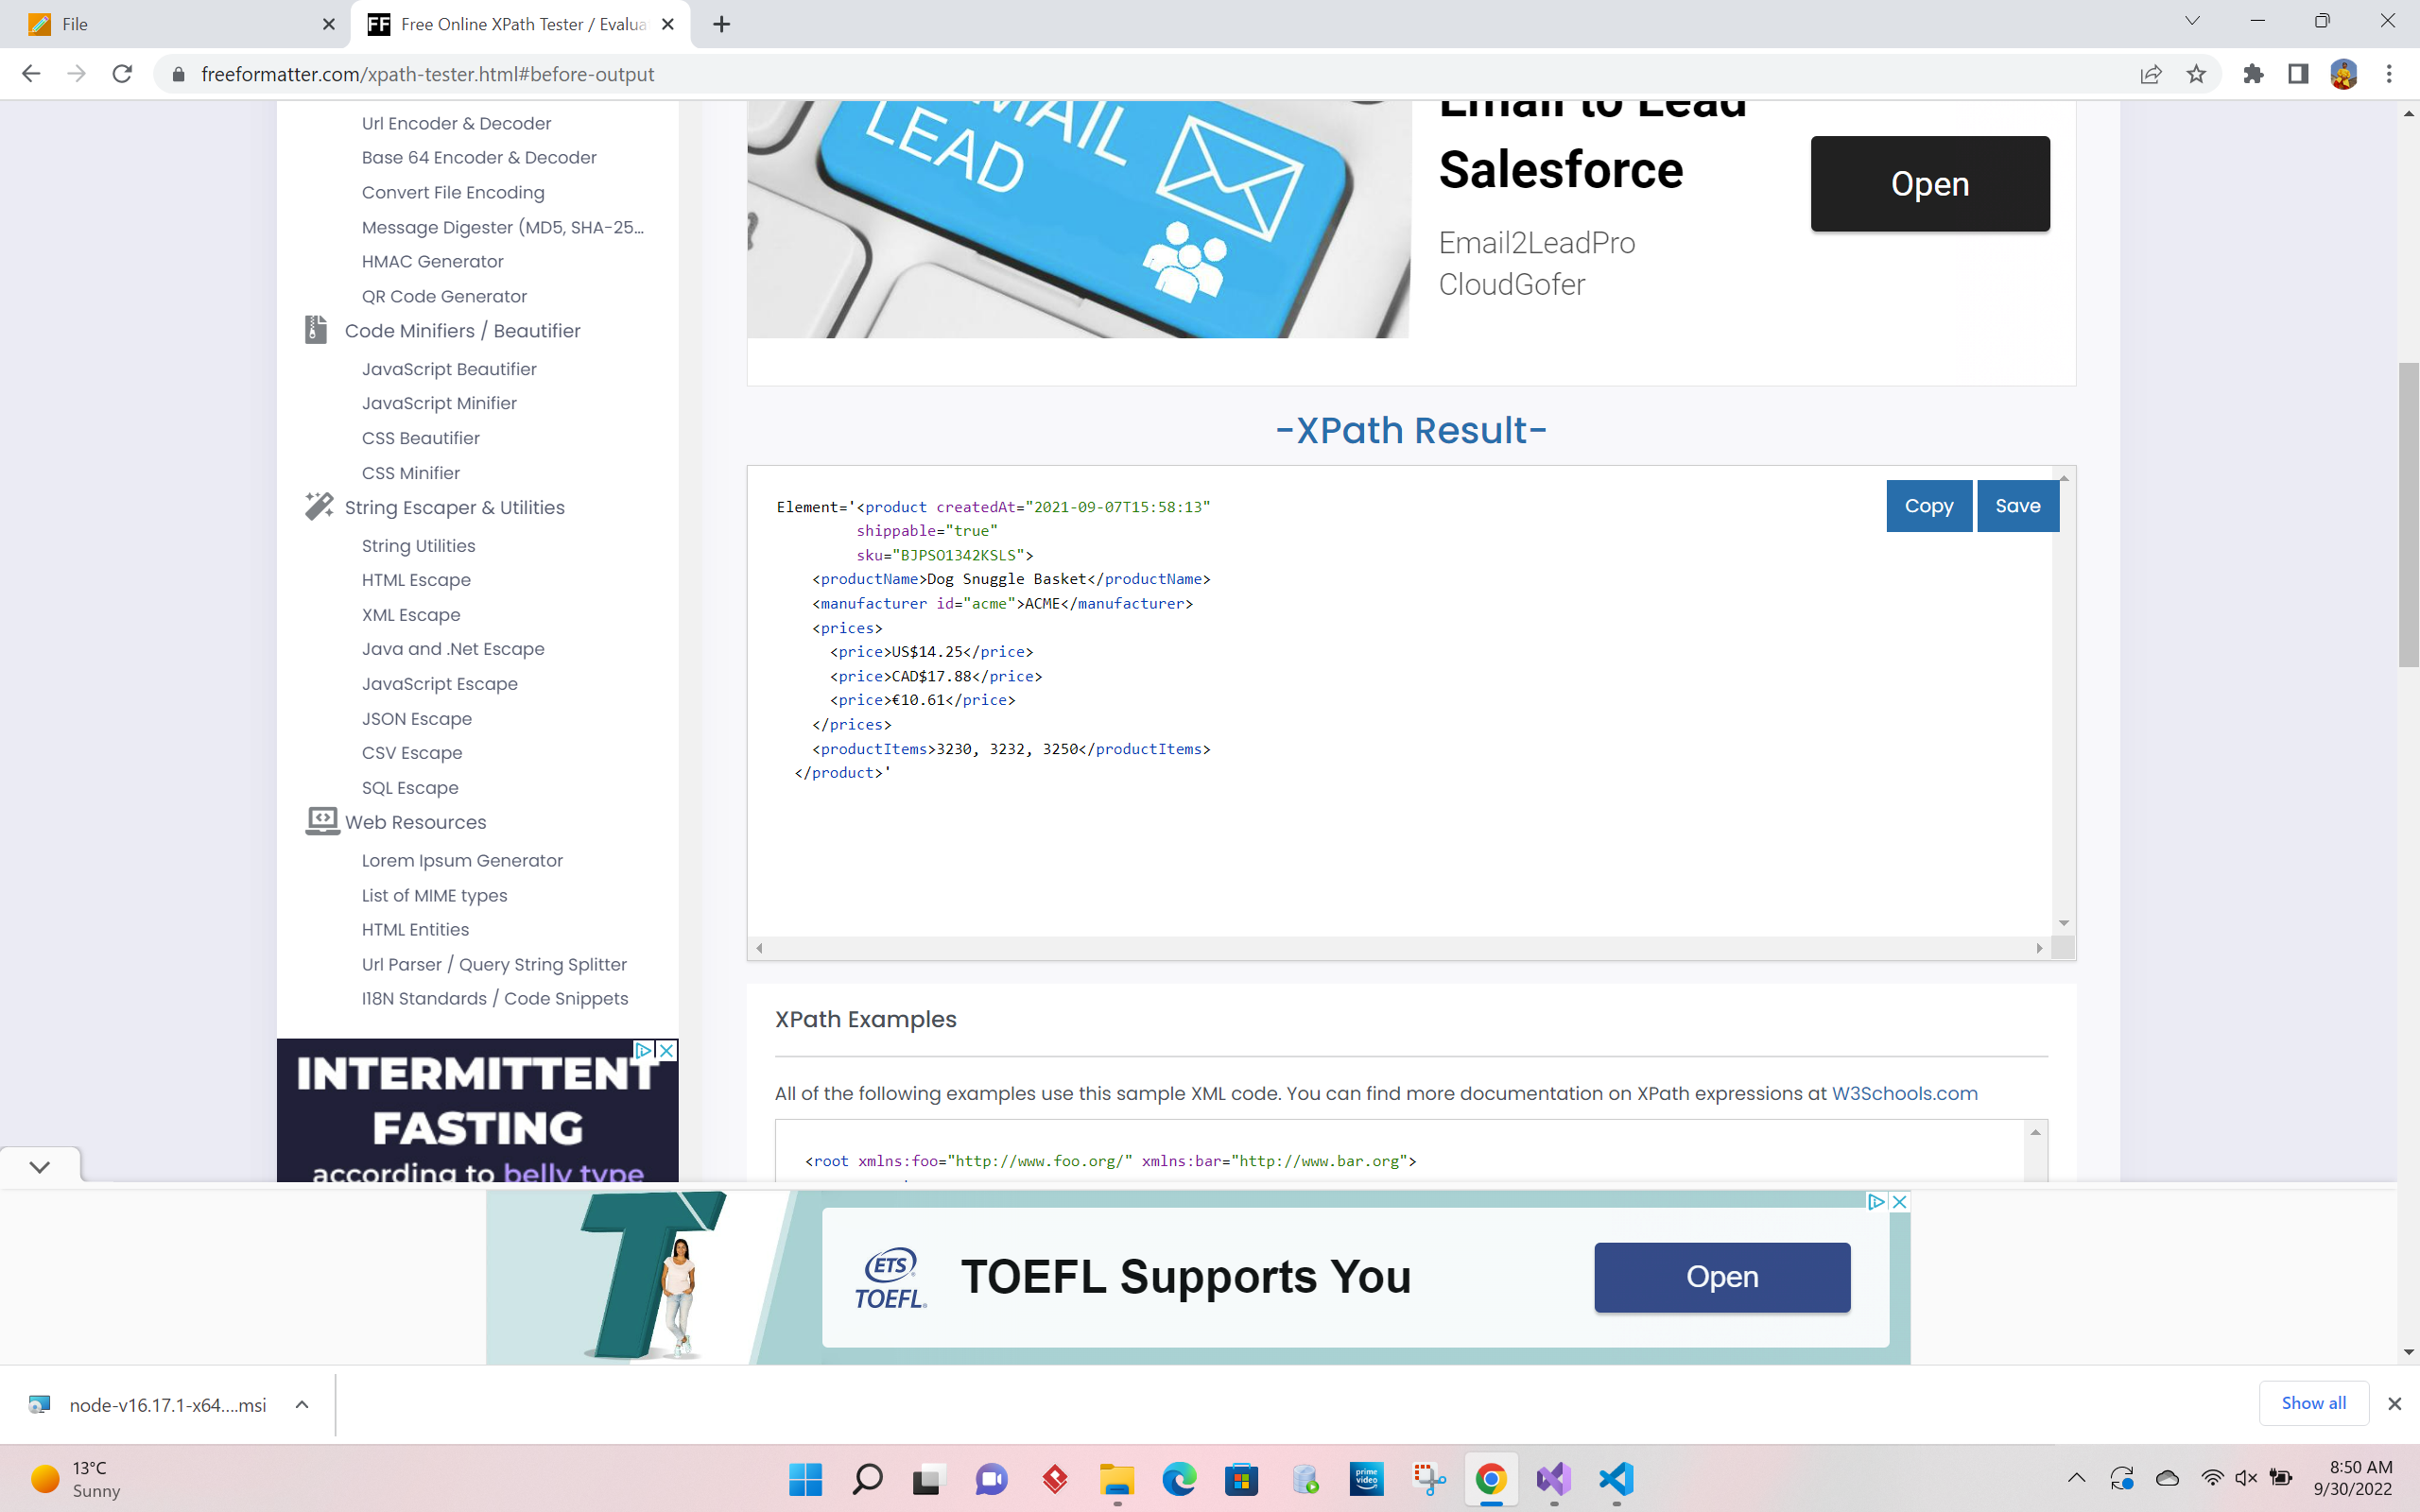 File
Free Online XPath Tester / Evalua
freeformatter.com/xpath-tester.html#before-output
Url Encoder & Decoder
Base 64 Encoder & Decoder
Convert File Encoding
Message Digester (MD5, SHA-25...
HMAC Generator
QR Code Generator
Code Minifiers / Beautifier
JavaScript Beautifier
JavaScript Minifier
CSS Beautifier
CSS Minifier
String Escaper & Utilities
String Utilities
HTML Escape
XML Escape
Java and .Net Escape
JavaScript Escape
JSON Escape
CSV Escape
SQL Escape
Web Resources
Lorem Ipsum Generator
List of MIME types
HTML Entities
Url Parser / Query String Splitter
I18N Standards / Code Snippets
INTERMITTENT
FASTING
according to belly type
EMAIL
LEAD
Email to Lead
Salesforce
Email2LeadPro
CloudGofer
Open
-XPath Result-
Copy
Save
Element='<product createdAt="2021-09-07T15:58:13"
shippable="true"
sku="BJPSO1342KSLS">
<productName>Dog Snuggle Basket</productName>
<manufacturer id="acme">ACME</manufacturer>
<prices>
<price>US$14.25</price>
<price>CAD$17.88</price>
<price>€10.61</price>
</prices>
<productItems>3230, 3232, 3250</productItems>
</product>'
XPath Examples
All of the following examples use this sample XML code. You can find more documentation on XPath expressions at W3Schools.com
<root xmlns:foo="http://www.foo.org/" xmlns:bar="http://www.bar.org">
ETS
TOEFL
TOEFL Supports You
Open
node-v16.17.1-x64....msi
Show all
13°C
Sunny
prime
video
8:50 AM
9/30/2022